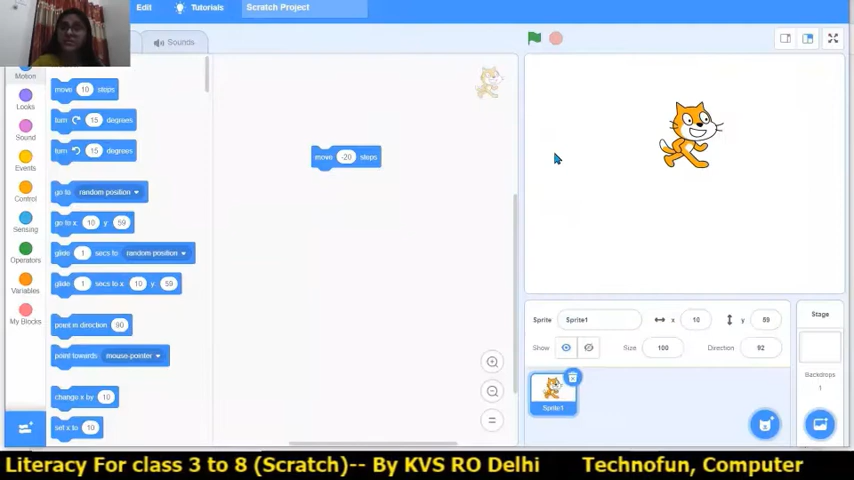 Edit Tutorials Scratch Project
Sounds
Motion
Looks
Sound
Events
Control
Sensing
Operators
Variables
My Blocks
move 10 steps
turn 15 degrees
turn 15 degrees
go to random position
go to x: 10 y: 59
glide 1 secs to random position
glide 1 secs to x: 10 y: 59
point in direction 90
point towards mouse-pointer
change x by 10
set x to 10
move -20 steps
Sprite Sprite1 x 10 y 59
Show Size 100 Direction 92
Sprite1
Stage
Backdrops
1
Literacy For class 3 to 8 (Scratch)-- By KVS RO Delhi Technofun, Computer